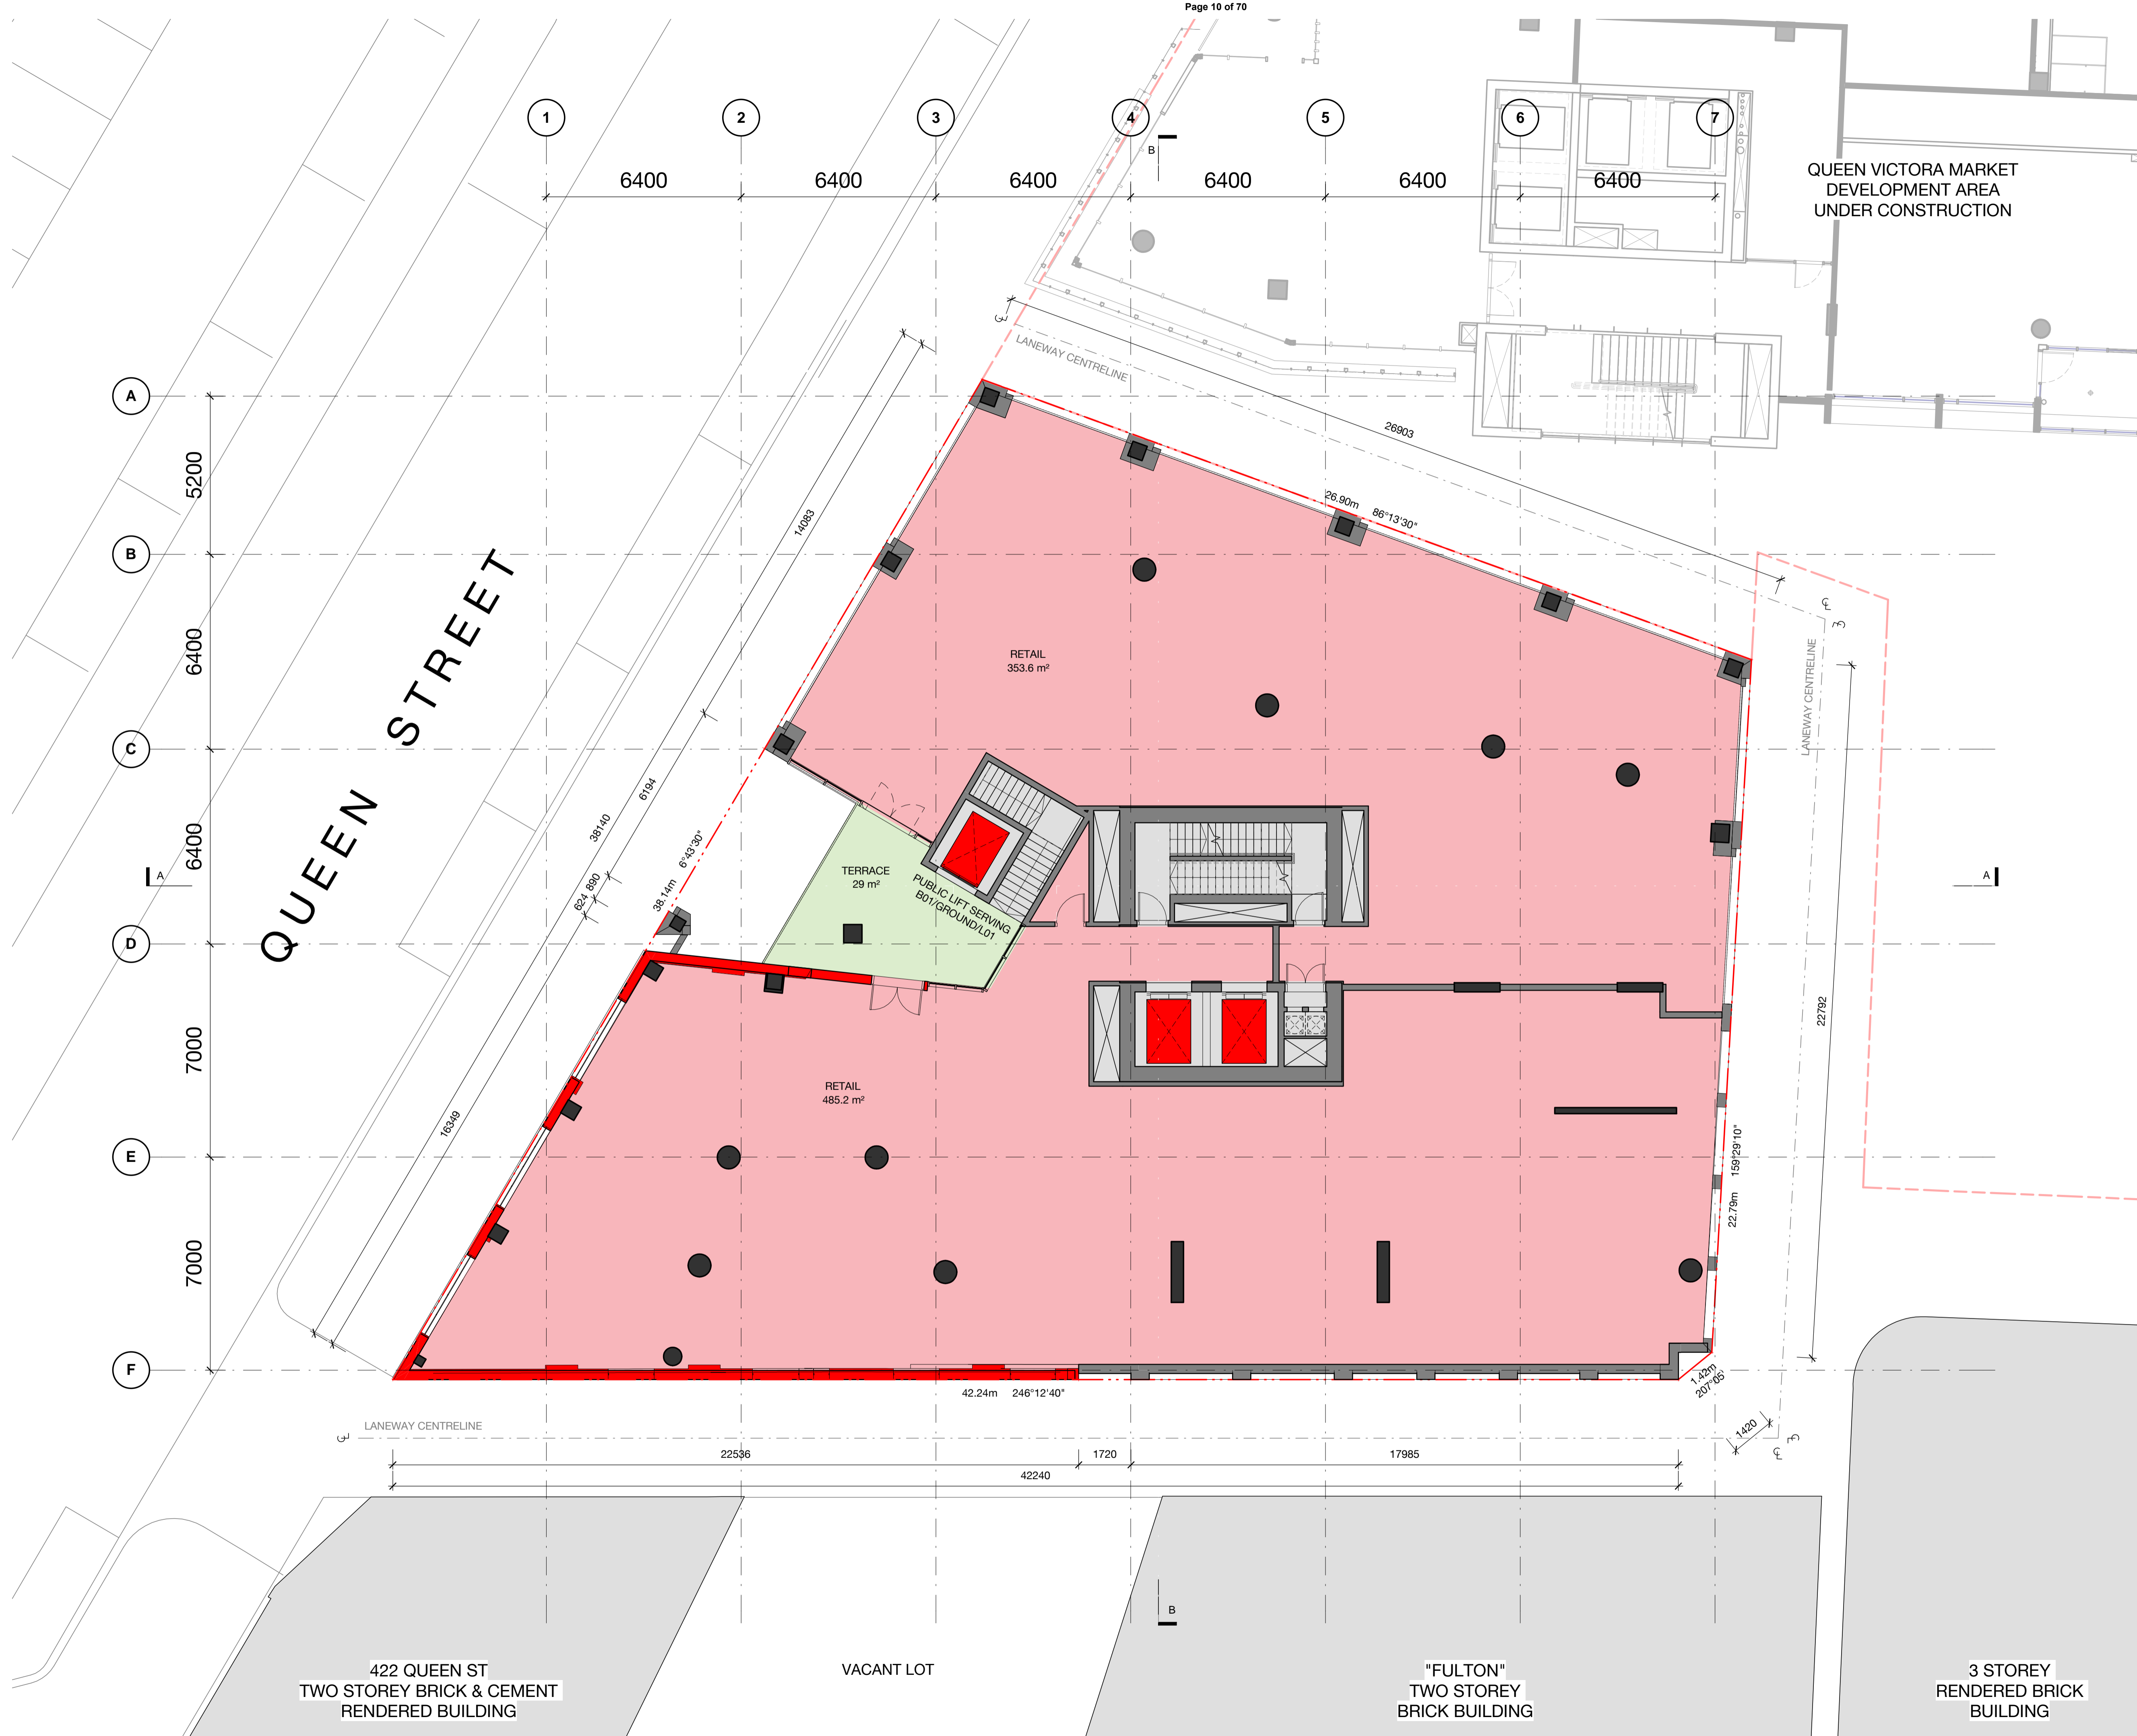 Page 10 of 70
1
2
3
4
5
6
7
B
6400
6400
6400
6400
6400
6400
QUEEN VICTORA MARKET
DEVELOPMENT AREA
UNDER CONSTRUCTION
LANEWAY CENTRELINE
A
B
C
D
E
F
5200
6400
6400
7000
7000
QUEEN STREET
26903
26.90m 86°13'30"
14083
6194
38140
890
624
16349
38.14m 6°43'30"
RETAIL
353.6 m²
TERRACE
29 m²
PUBLIC LIFT SERVING
B01/GROUND/L01
A
A
LANEWAY CENTRELINE
22792
RETAIL
485.2 m²
22.79m 159°29'10"
42.24m 246°12'40"
1.42m
207°05'
1420
LANEWAY CENTRELINE
22536
1720
17985
42240
B
422 QUEEN ST
TWO STOREY BRICK & CEMENT
RENDERED BUILDING
VACANT LOT
"FULTON"
TWO STOREY
BRICK BUILDING
3 STOREY
RENDERED BRICK
BUILDING